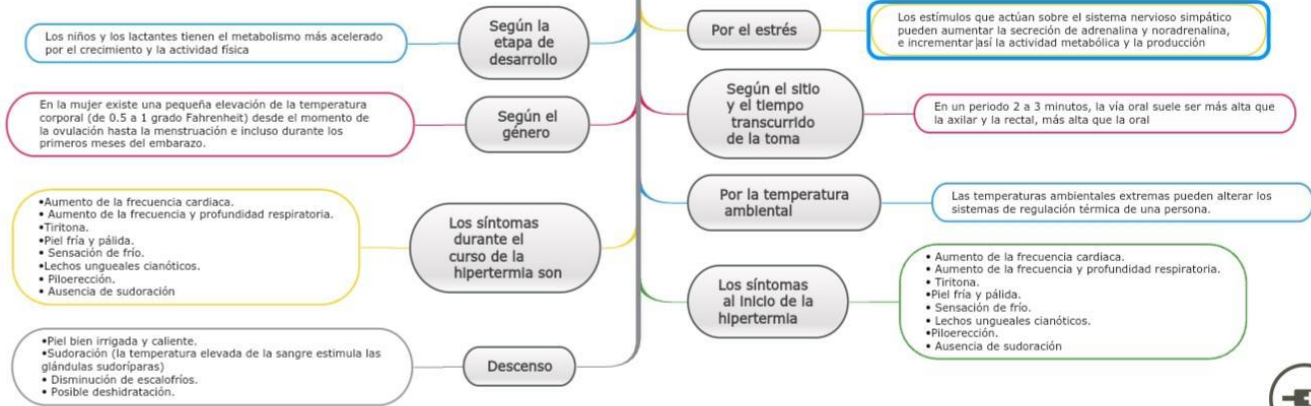 Los niños y los lactantes tienen el metabolismo más acelerado
por el crecimiento y la actividad física
Según la
etapa de
desarrollo
En la mujer existe una pequeña elevación de la temperatura
corporal (de 0.5 a 1 grado Fahrenheit) desde el momento de
la ovulación hasta la menstruación e incluso durante los
primeros meses del embarazo.
Según el
género
•Aumento de la frecuencia cardiaca.
• Aumento de la frecuencia y profundidad respiratoria.
•Tiritona.
•Piel fría y pálida.
• Sensación de frío.
•Lechos ungueales cianóticos.
• Piloerección.
• Ausencia de sudoración
Los síntomas
durante el
curso de la
hipertermia son
•Piel bien irrigada y caliente.
•Sudoración (la temperatura elevada de la sangre estimula las
glándulas sudoríparas)
• Disminución de escalofríos.
• Posible deshidratación.
Descenso
Por el estrés
Los estímulos que actúan sobre el sistema nervioso simpático
pueden aumentar la secreción de adrenalina y noradrenalina,
e incrementar así la actividad metabólica y la producción
Según el sitio
y el tiempo
transcurrido
de la toma
En un periodo 2 a 3 minutos, la vía oral suele ser más alta que
la axilar y la rectal, más alta que la oral
Por la temperatura
ambiental
Las temperaturas ambientales extremas pueden alterar los
sistemas de regulación térmica de una persona.
Los síntomas
al inicio de la
hipertermia
• Aumento de la frecuencia cardiaca.
• Aumento de la frecuencia y profundidad respiratoria.
• Tiritona.
•Piel fría y pálida.
• Sensación de frío.
• Lechos ungueales cianóticos.
•Piloerección.
• Ausencia de sudoración